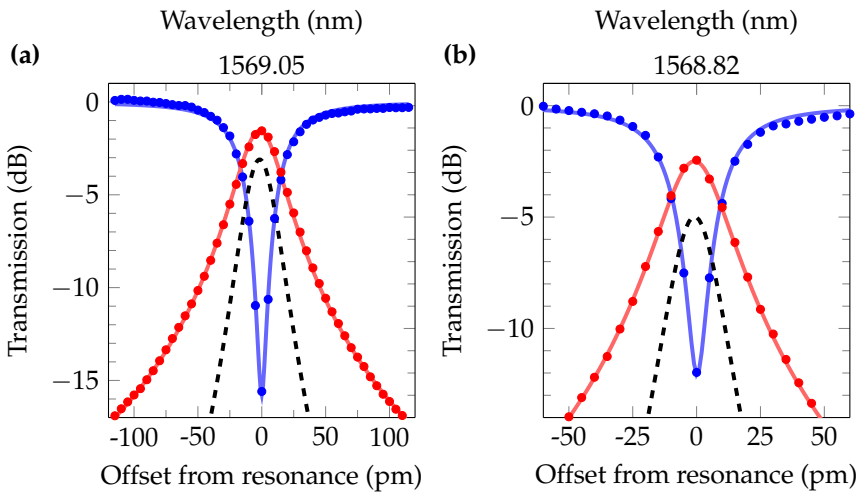 Wavelength (nm)
(a)
1569.05
0
−5
−10
−15
Transmission (dB)
-100 -50 0 50 100
Offset from resonance (pm)
Wavelength (nm)
(b)
1568.82
0
−5
−10
Transmission (dB)
-50 -25 0 25 50
Offset from resonance (pm)